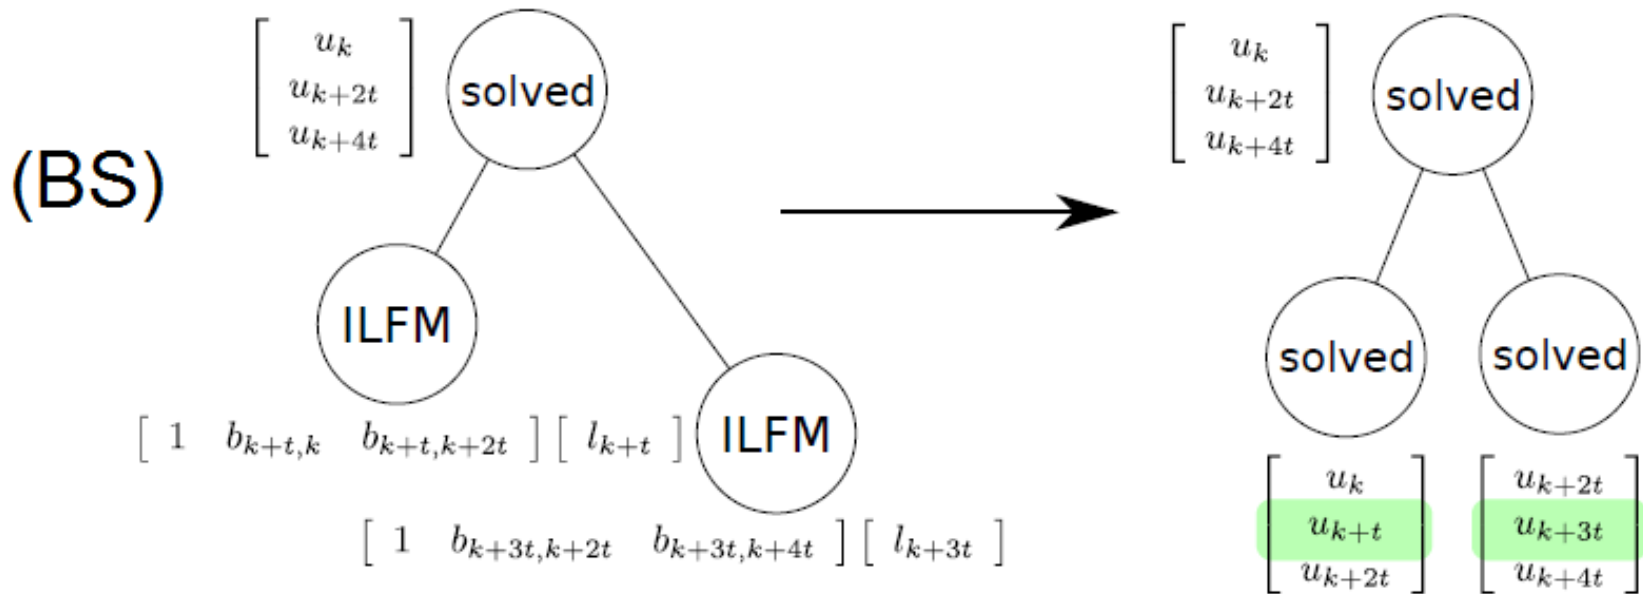 (BS)
[ u_k
u_{k+2t}
u_{k+4t} ]
solved
ILFM
[ 1 b_{k+t,k} b_{k+t,k+2t} ] [ l_{k+t} ]
ILFM
[ 1 b_{k+3t,k+2t} b_{k+3t,k+4t} ] [ l_{k+3t} ]
[ u_k
u_{k+2t}
u_{k+4t} ]
solved
solved
solved
[ u_k
u_{k+t}
u_{k+2t} ]
[ u_{k+2t}
u_{k+3t}
u_{k+4t} ]